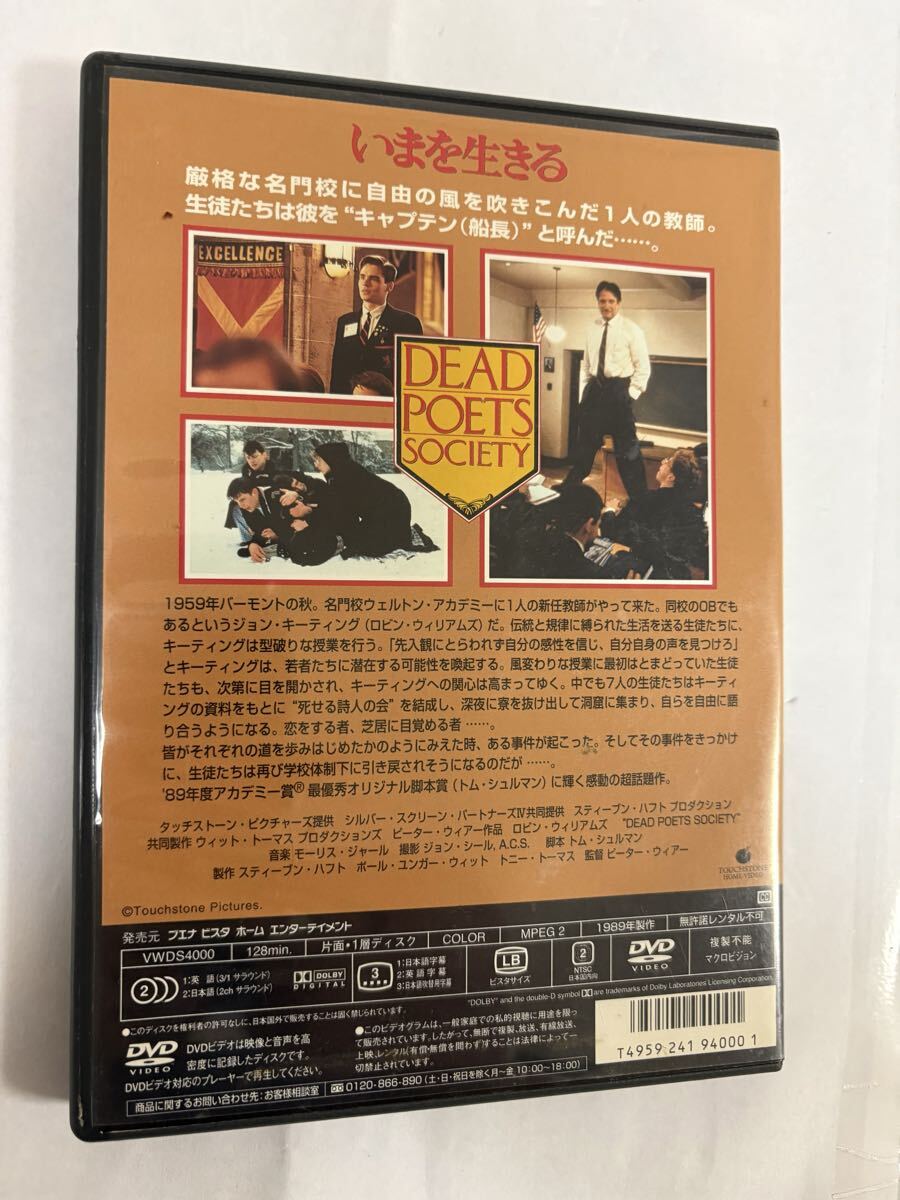 いまを生きる
厳格な名門校に自由の風を吹きこんだ1人の教師。
生徒たちは彼を“キャプテン(船長)”と呼んだ……。
EXCELLENCE
DEAD
POETS
SOCIETY
1959年バーモントの秋。名門校ウェルトン・アカデミーに1人の新任教師がやって来た。同校のOBでも
あるというジョン・キーティング(ロビン・ウィリアムズ)だ。伝統と規律に縛られた生活を送る生徒たちに、
キーティングは型破りな授業を行う。「先入観にとらわれず自分の感性を信じ、自分自身の声を見つけろ」
とキーティングは、若者たちに潜在する可能性を喚起する。風変わりな授業に最初はとまどっていた生徒
たちも、次第に目を開かされ、キーティングへの関心は高まってゆく。中でも7人の生徒たちはキーティ
ングの資料をもとに“死せる詩人の会”を結成し、深夜に寮を抜け出して洞窟に集まり、自らを自由に語
り合うようになる。恋をする者、芝居に目覚める者……。
皆がそれぞれの道を歩みはじめたかのようにみえた時、ある事件が起こった。そしてその事件をきっかけ
に、生徒たちは再び学校体制下に引き戻されそうになるのだが……。
'89年度アカデミー賞® 最優秀オリジナル脚本賞(トム・シュルマン)に輝く感動の超話題作。
タッチストーン・ピクチャーズ提供 シルバー・スクリーン・パートナーズⅣ共同提供 スティーブン・ハフト プロダクション
共同製作 ウィット・トーマス プロダクションズ ピーター・ウィアー作品 ロビン・ウィリアムズ “DEAD POETS SOCIETY”
音楽 モーリス・ジャール 撮影 ジョン・シール, A.C.S. 脚本 トム・シュルマン
製作 スティーブン・ハフト ポール・ユンガー・ウィット トニー・トーマス 監督 ピーター・ウィアー
TOUCHSTONE
HOME VIDEO
©Touchstone Pictures.
CC
発売元 ブエナ ビスタ ホーム エンターテイメント
VWDS4000 128min. 片面・1層ディスク COLOR MPEG 2 1989年製作 無許諾レンタル不可
2 1:英 語(3/1 サラウンド)
2:日本語(2ch サラウンド)
DOLBY
DIGITAL
3 1:日本語字幕
2:英 語 字 幕
3:日本語吹替用字幕
LB
ビスタサイズ
2
NTSC
日本国内向
DVD
VIDEO
複製不能
マクロビジョン
"DOLBY" and the double-D symbol are trademarks of Dolby Laboratories Licensing Corporation.
●このディスクを権利者の許可なしに、日本国外で販売することは固く禁じられています。
DVD
VIDEO
DVDビデオは映像と音声を高
密度に記録したディスクです。
DVDビデオ対応のプレーヤーで再生してください。
●このビデオグラムは、一般家庭での私的視聴に用途を限っ
て販売されています。したがって、無断で複製、放送、有線放送、
上映、レンタル(有償・無償を問わず)することは法律によって一
切禁止されています。
商品に関するお問い合わせ先:お客様相談室 0120-866-890(土・日・祝日を除く月〜金 10:00〜18:00)
T4959 241 94000 1